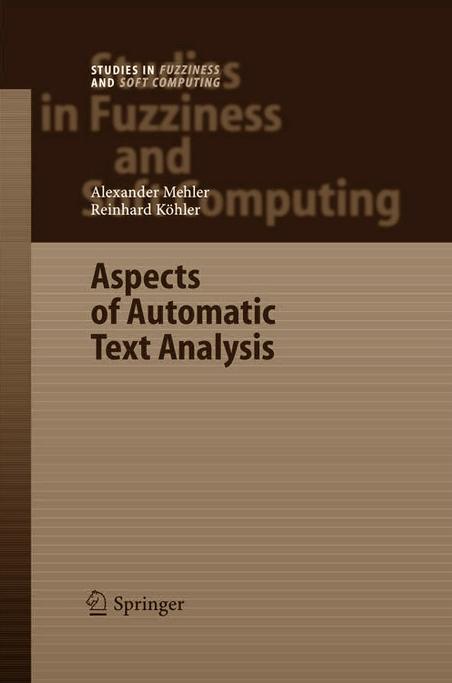 Studies
in Fuzziness
and
Soft Computing
STUDIES IN FUZZINESS
AND SOFT COMPUTING
Alexander Mehler
Reinhard Köhler
Aspects
of Automatic
Text Analysis
Springer